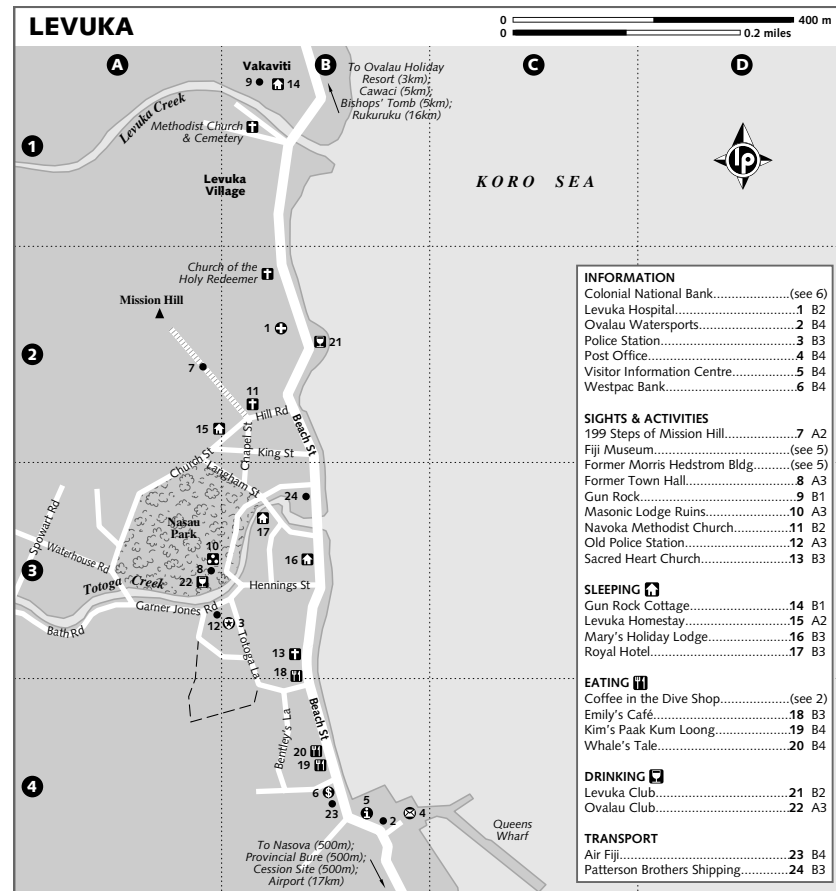 LEVUKA
0 400 m
0 0.2 miles
A
B
C
D
Vakaviti
9
14
To Ovalau Holiday
Resort (3km);
Cawaci (5km);
Bishops' Tomb (5km);
Rukuruku (16km)
Levuka Creek
Methodist Church
& Cemetery
1
Levuka
Village
KORO SEA
lp
Church of the
Holy Redeemer
Mission Hill
1
21
2
7
11
Hill Rd
15
Chapel St
Beach St
King St
Church St
Langham St
24
Spowart Rd
Nasau
Park
17
Waterhouse Rd
10
16
3
8
Totoga Creek
22
Hennings St
Garner Jones Rd
Bath Rd
12
3
Totoga La
13
18
Beach St
Bentley's La
20
19
4
6
$
5
i
4
23
2
Queens
Wharf
To Nasova (500m);
Provincial Bure (500m);
Cession Site (500m);
Airport (17km)
INFORMATION
Colonial National Bank....................(see 6)
Levuka Hospital................................1 B2
Ovalau Watersports.........................2 B4
Police Station....................................3 B3
Post Office........................................4 B4
Visitor Information Centre................5 B4
Westpac Bank...................................6 B4
SIGHTS & ACTIVITIES
199 Steps of Mission Hill..................7 A2
Fiji Museum......................................(see 5)
Former Morris Hedstrom Bldg.........(see 5)
Former Town Hall.............................8 A3
Gun Rock..........................................9 B1
Masonic Lodge Ruins......................10 A3
Navoka Methodist Church..............11 B2
Old Police Station............................12 A3
Sacred Heart Church.......................13 B3
SLEEPING
Gun Rock Cottage...........................14 B1
Levuka Homestay............................15 A2
Mary's Holiday Lodge.....................16 B3
Royal Hotel......................................17 B3
EATING
Coffee in the Dive Shop..................(see 2)
Emily's Café.....................................18 B3
Kim's Paak Kum Loong...................19 B4
Whale's Tale....................................20 B4
DRINKING
Levuka Club.....................................21 B2
Ovalau Club.....................................22 A3
TRANSPORT
Air Fiji..............................................23 B4
Patterson Brothers Shipping...........24 B3